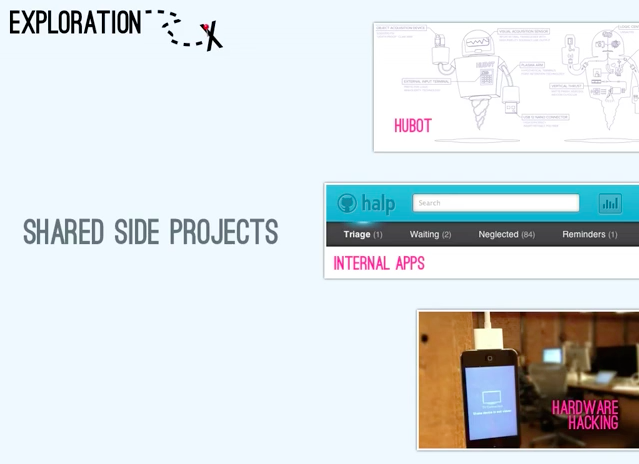 EXPLORATION
HUBOT
SHARED SIDE PROJECTS
halp
Search
Triage (1) Waiting (2) Neglected (84) Reminders (1)
INTERNAL APPS
HARDWARE
HACKING